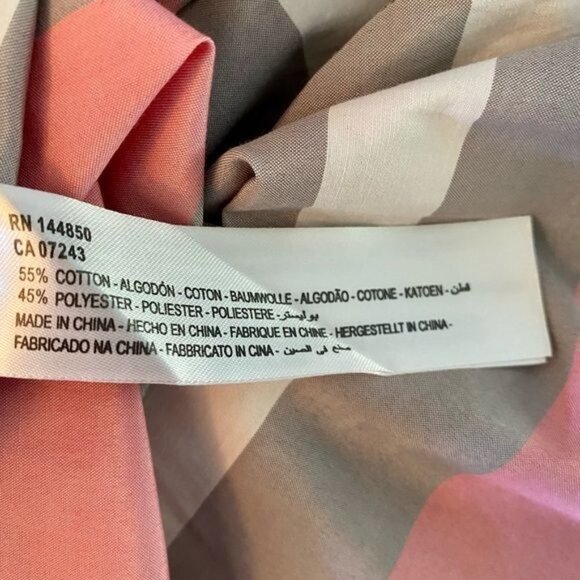 RN 144850
CA 07243
55% COTTON - ALGODÓN - COTON - BAUMWOLLE - ALGODÃO - COTONE - KATOEN - قطن
45% POLYESTER - POLIESTER - POLIESTERE - بوليستر
MADE IN CHINA - HECHO EN CHINA - FABRIQUE EN CHINE - HERGESTELLT IN CHINA -
FABRICADO NA CHINA - FABBRICATO IN CINA - صنع في الصين